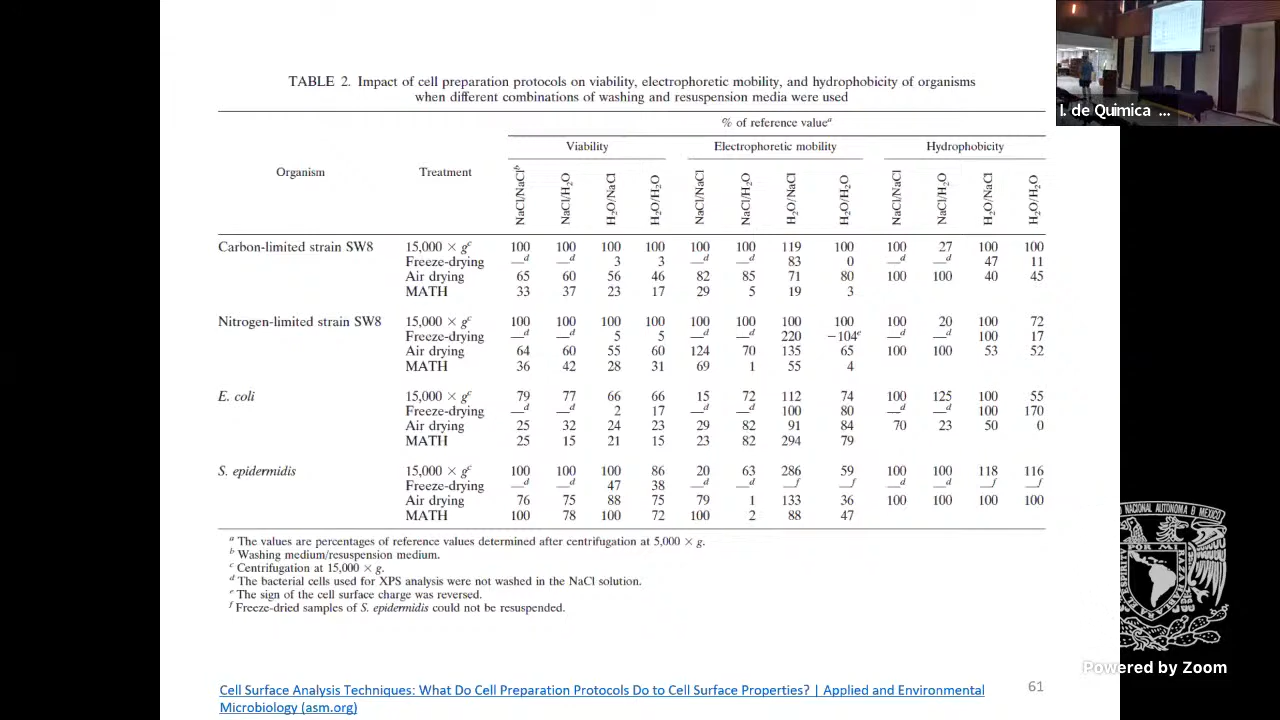 I. de Quimica ...
TABLE 2. Impact of cell preparation protocols on viability, electrophoretic mobility, and hydrophobicity of organisms
when different combinations of washing and resuspension media were used
% of reference valueᵃ
Organism Treatment Viability Electrophoretic mobility Hydrophobicity
NaCl/NaClᵇ NaCl/H₂O H₂O/NaCl H₂O/H₂O NaCl/NaCl NaCl/H₂O H₂O/NaCl H₂O/H₂O NaCl/NaCl NaCl/H₂O H₂O/NaCl H₂O/H₂O
Carbon-limited strain SW8 15,000 × gᶜ 100 100 100 100 100 100 119 100 100 27 100 100
Freeze-drying —ᵈ —ᵈ 3 3 —ᵈ —ᵈ 83 0 —ᵈ —ᵈ 47 11
Air drying 65 60 56 46 82 85 71 80 100 100 40 45
MATH 33 37 23 17 29 5 19 3
Nitrogen-limited strain SW8 15,000 × gᶜ 100 100 100 100 100 100 100 100 100 20 100 72
Freeze-drying —ᵈ —ᵈ 5 5 —ᵈ —ᵈ 220 −104ᵉ —ᵈ —ᵈ 100 17
Air drying 64 60 55 60 124 70 135 65 100 100 53 52
MATH 36 42 28 31 69 1 55 4
E. coli 15,000 × gᶜ 79 77 66 66 15 72 112 74 100 125 100 55
Freeze-drying —ᵈ —ᵈ 2 17 —ᵈ —ᵈ 100 80 —ᵈ —ᵈ 100 170
Air drying 25 32 24 23 29 82 91 84 70 23 50 0
MATH 25 15 21 15 23 82 294 79
S. epidermidis 15,000 × gᶜ 100 100 100 86 20 63 286 59 100 100 118 116
Freeze-drying —ᵈ —ᵈ 47 38 —ᵈ —ᵈ —ᶠ —ᶠ —ᵈ —ᵈ —ᶠ —ᶠ
Air drying 76 75 88 75 79 1 133 36 100 100 100 100
MATH 100 78 100 72 100 2 88 47
ᵃ The values are percentages of reference values determined after centrifugation at 5,000 × g.
ᵇ Washing medium/resuspension medium.
ᶜ Centrifugation at 15,000 × g.
ᵈ The bacterial cells used for XPS analysis were not washed in the NaCl solution.
ᵉ The sign of the cell surface charge was reversed.
ᶠ Freeze-dried samples of S. epidermidis could not be resuspended.
Cell Surface Analysis Techniques: What Do Cell Preparation Protocols Do to Cell Surface Properties? | Applied and Environmental
Microbiology (asm.org)
61
Powered by Zoom